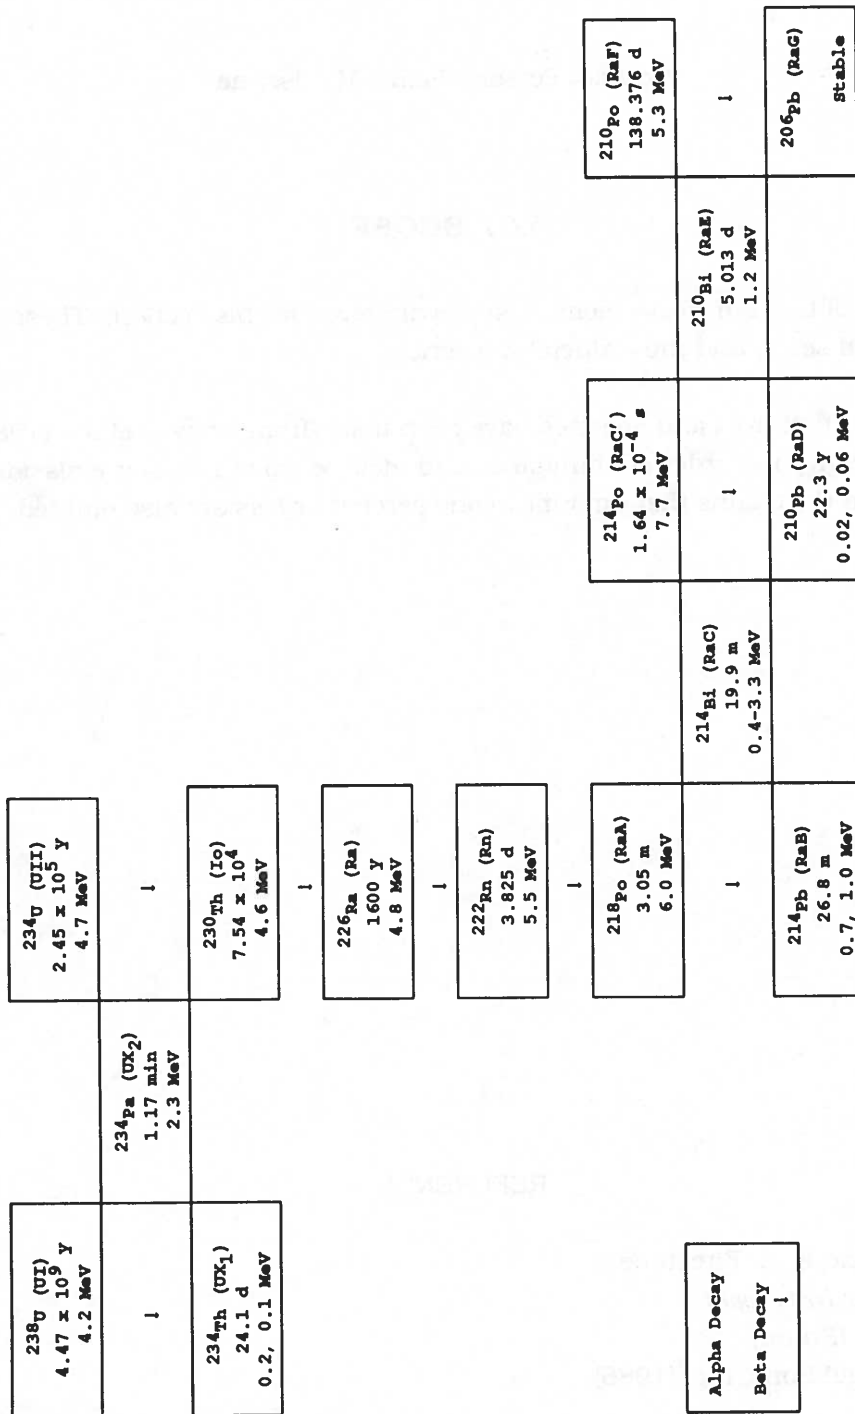 ²³⁸U (UI)
4.47 x 10⁹ y
4.2 MeV
²³⁴U (UII)
2.45 x 10⁵ y
4.7 MeV
↓
²³⁴Pa (UX₂)
1.17 min
2.3 MeV
↓
²³⁴Th (UX₁)
24.1 d
0.2, 0.1 MeV
²³⁰Th (Io)
7.54 x 10⁴
4.6 MeV
↓
²²⁶Ra (Ra)
1600 y
4.8 MeV
↓
²²²Rn (Rn)
3.825 d
5.5 MeV
↓
²¹⁸Po (RaA)
3.05 m
6.0 MeV
²¹⁴Po (RaC')
1.64 x 10⁻⁴ s
7.7 MeV
²¹⁰Po (RaF)
138.376 d
5.3 MeV
↓
²¹⁴Bi (RaC)
19.9 m
0.4-3.3 MeV
↓
²¹⁰Bi (RaE)
5.013 d
1.2 MeV
↓
²¹⁴Pb (RaB)
26.8 m
0.7, 1.0 MeV
²¹⁰Pb (RaD)
22.3 y
0.02, 0.06 MeV
²⁰⁶Pb (RaG)
Stable
Alpha Decay ↓
Beta Decay